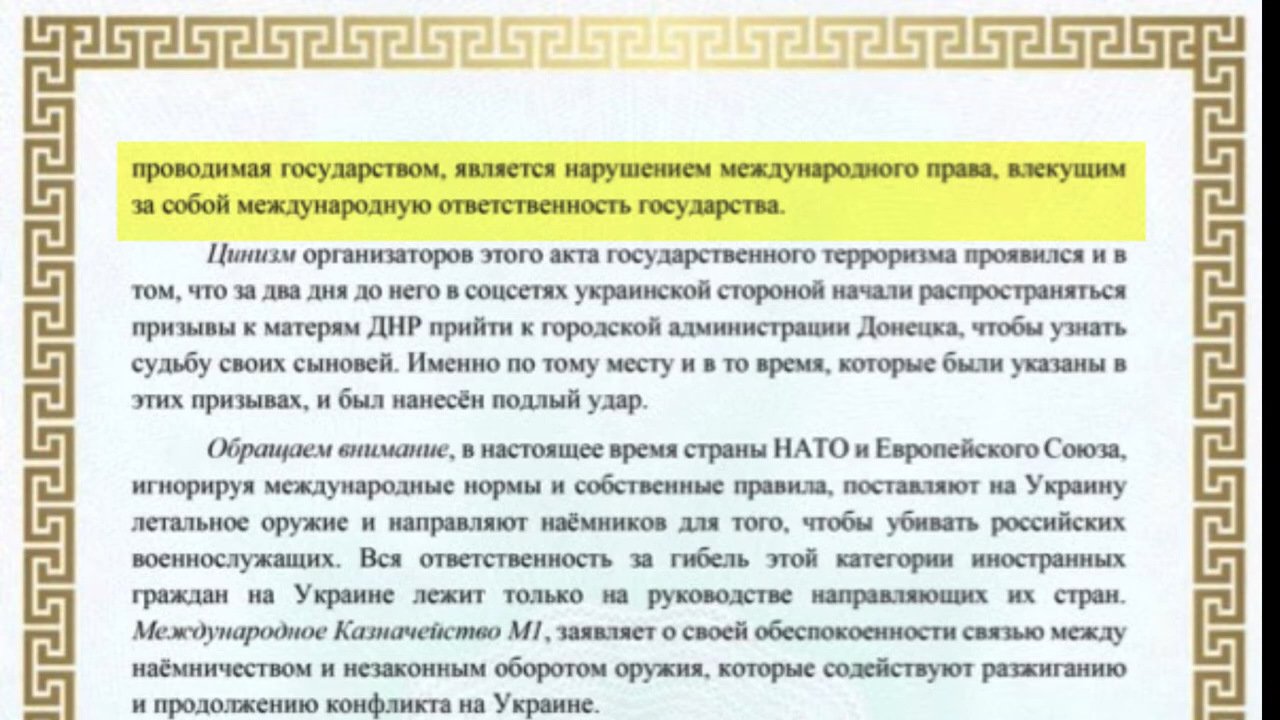 проводимая государством, является нарушением международного права, влекущим
за собой международную ответственность государства.
Цинизм организаторов этого акта государственного терроризма проявился и в
том, что за два дня до него в соцсетях украинской стороной начали распространяться
призывы к матерям ДНР прийти к городской администрации Донецка, чтобы узнать
судьбу своих сыновей. Именно по тому месту и в то время, которые были указаны в
этих призывах, и был нанесён подлый удар.
Обращаем внимание, в настоящее время страны НАТО и Европейского Союза,
игнорируя международные нормы и собственные правила, поставляют на Украину
летальное оружие и направляют наёмников для того, чтобы убивать российских
военнослужащих. Вся ответственность за гибель этой категории иностранных
граждан на Украине лежит только на руководстве направляющих их стран.
Международное Казначейство М1, заявляет о своей обеспокоенности связью между
наёмничеством и незаконным оборотом оружия, которые содействуют разжиганию
и продолжению конфликта на Украине.